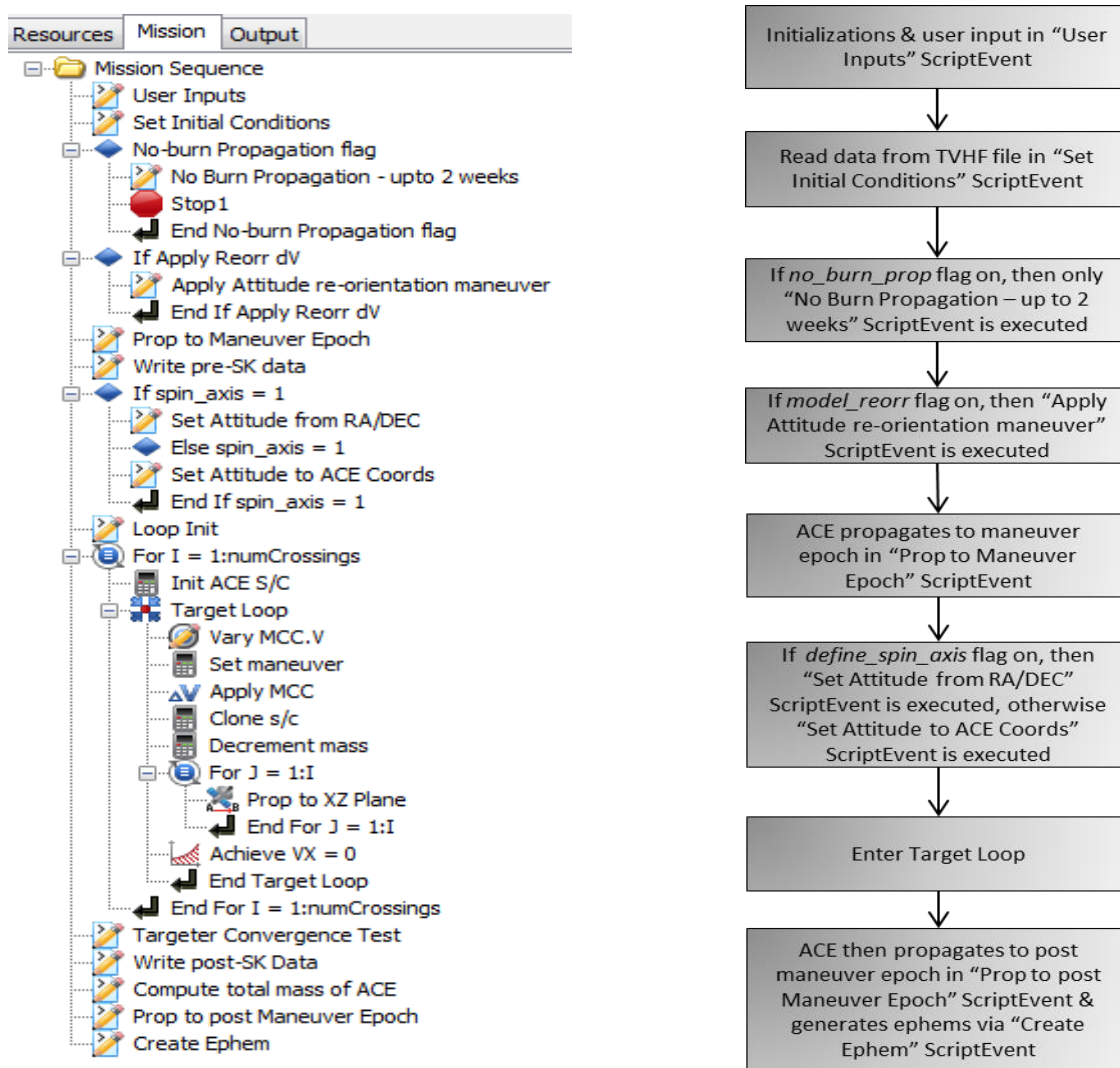 Resources
Mission
Output
Mission Sequence
User Inputs
Set Initial Conditions
No-burn Propagation flag
No Burn Propagation - upto 2 weeks
Stop1
End No-burn Propagation flag
If Apply Reorr dV
Apply Attitude re-orientation maneuver
End If Apply Reorr dV
Prop to Maneuver Epoch
Write pre-SK data
If spin_axis = 1
Set Attitude from RA/DEC
Else spin_axis = 1
Set Attitude to ACE Coords
End If spin_axis = 1
Loop Init
For I = 1:numCrossings
Init ACE S/C
Target Loop
Vary MCC.V
Set maneuver
Apply MCC
Clone s/c
Decrement mass
For J = 1:I
Prop to XZ Plane
End For J = 1:I
Achieve VX = 0
End Target Loop
End For I = 1:numCrossings
Targeter Convergence Test
Write post-SK Data
Compute total mass of ACE
Prop to post Maneuver Epoch
Create Ephem
Initializations & user input in “User
Inputs” ScriptEvent
Read data from TVHF file in “Set
Initial Conditions” ScriptEvent
If no_burn_prop flag on, then only
“No Burn Propagation – up to 2
weeks” ScriptEvent is executed
If model_reorr flag on, then “Apply
Attitude re-orientation maneuver”
ScriptEvent is executed
ACE propagates to maneuver
epoch in “Prop to Maneuver
Epoch” ScriptEvent
If define_spin_axis flag on, then
“Set Attitude from RA/DEC”
ScriptEvent is executed, otherwise
“Set Attitude to ACE Coords”
ScriptEvent is executed
Enter Target Loop
ACE then propagates to post
maneuver epoch in “Prop to post
Maneuver Epoch” ScriptEvent &
generates ephems via “Create
Ephem” ScriptEvent